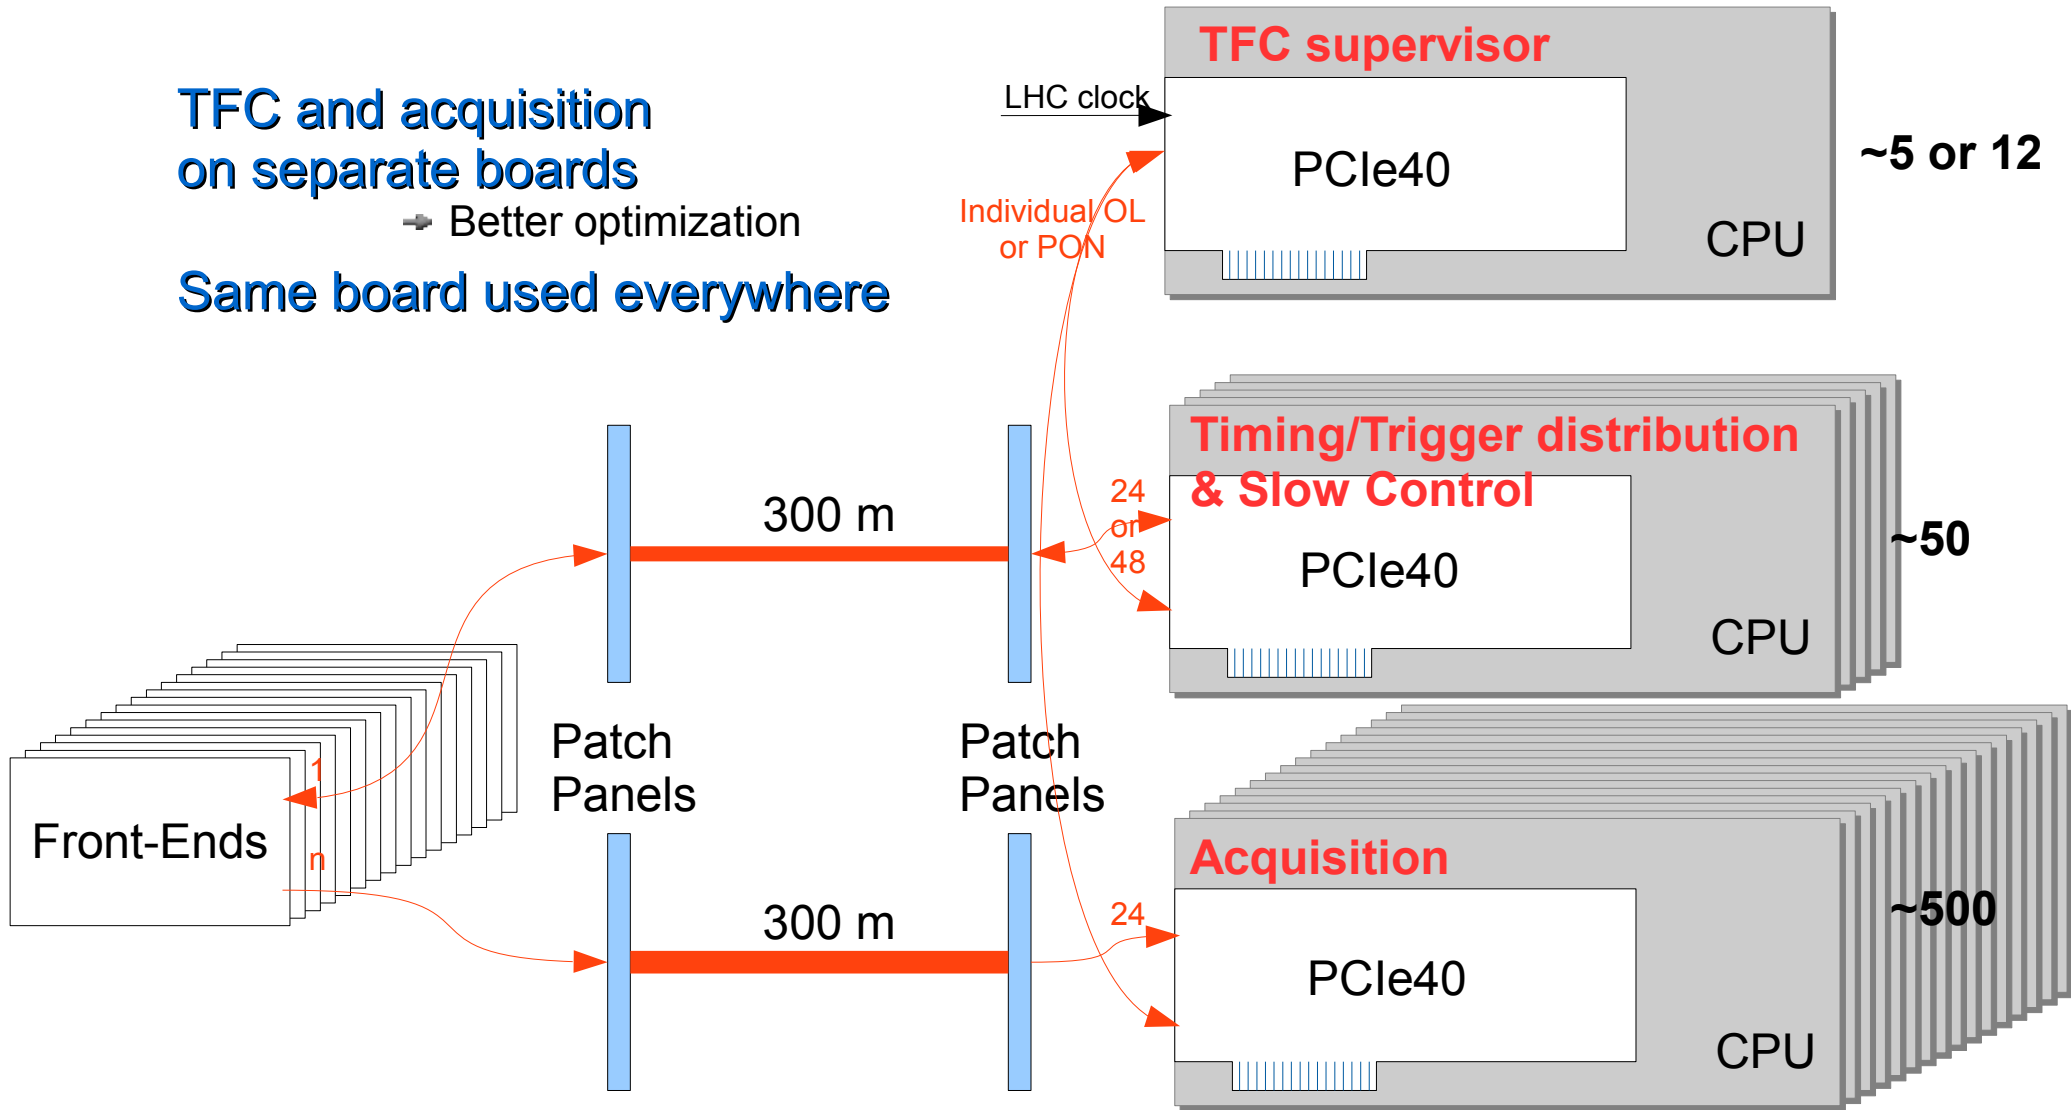 TFC and acquisition
on separate boards
Better optimization
Same board used everywhere
TFC supervisor
LHC clock
PCIe40
CPU
~5 or 12
Individual OL
or PON
Timing/Trigger distribution
& Slow Control
24
or
48
PCIe40
CPU
~50
300 m
Patch
Panels
Patch
Panels
Front-Ends
1
n
300 m
Acquisition
24
PCIe40
CPU
~500